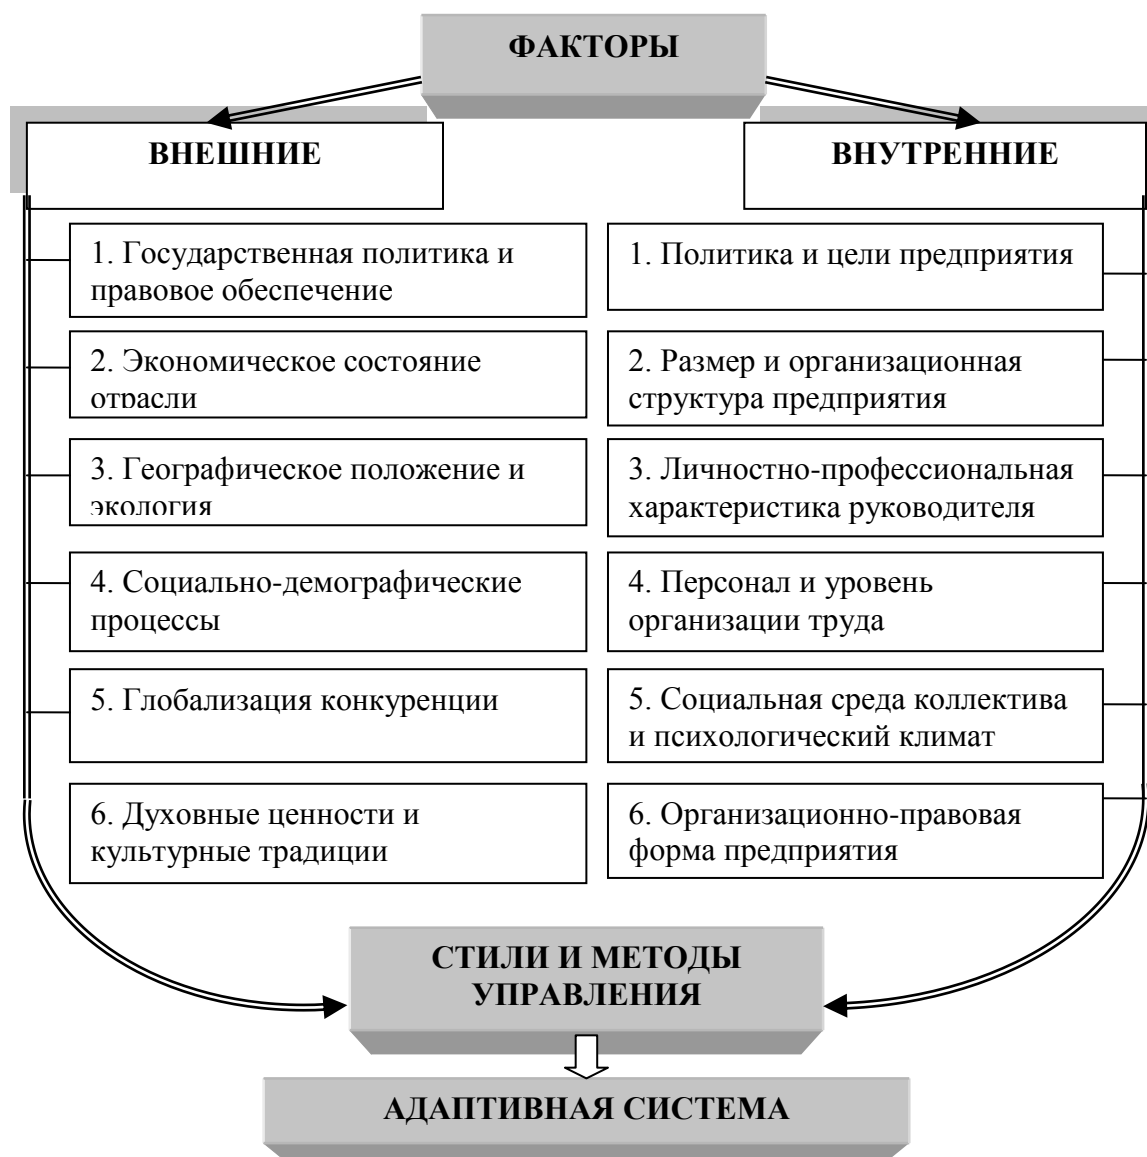 ФАКТОРЫ
ВНЕШНИЕ
1. Государственная политика и
правовое обеспечение
2. Экономическое состояние
отрасли
3. Географическое положение и
экология
4. Социально-демографические
процессы
5. Глобализация конкуренции
6. Духовные ценности и
культурные традиции
ВНУТРЕННИЕ
1. Политика и цели предприятия
2. Размер и организационная
структура предприятия
3. Личностно-профессиональная
характеристика руководителя
4. Персонал и уровень
организации труда
5. Социальная среда коллектива
и психологический климат
6. Организационно-правовая
форма предприятия
СТИЛИ И МЕТОДЫ
УПРАВЛЕНИЯ
АДАПТИВНАЯ СИСТЕМА